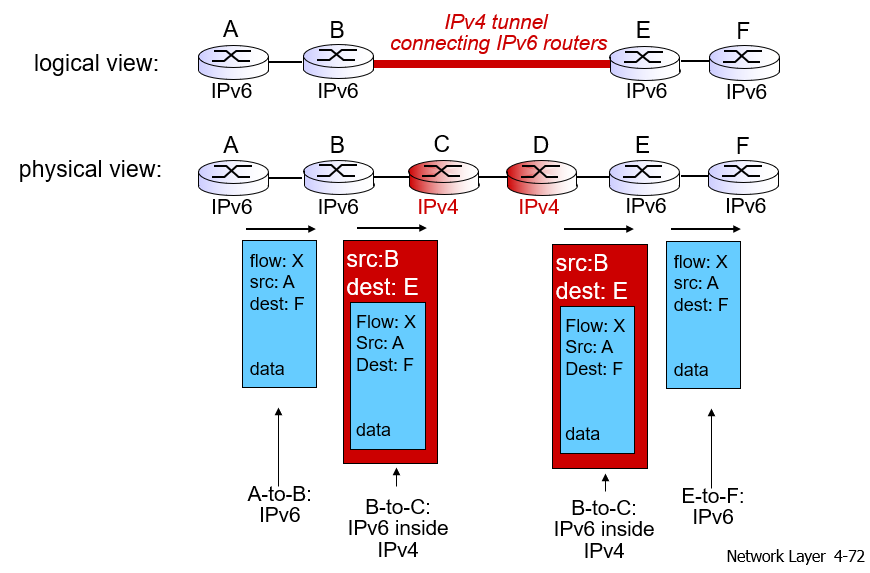 IPv4 tunnel
connecting IPv6 routers
logical view:
A
B
E
F
IPv6
IPv6
IPv6
IPv6
physical view:
A
B
C
D
E
F
IPv6
IPv6
IPv4
IPv4
IPv6
IPv6
flow: X
src: A
dest: F
data
src:B
dest: E
Flow: X
Src: A
Dest: F
data
src:B
dest: E
Flow: X
Src: A
Dest: F
data
flow: X
src: A
dest: F
data
A-to-B:
IPv6
B-to-C:
IPv6 inside
IPv4
B-to-C:
IPv6 inside
IPv4
E-to-F:
IPv6
Network Layer 4-72